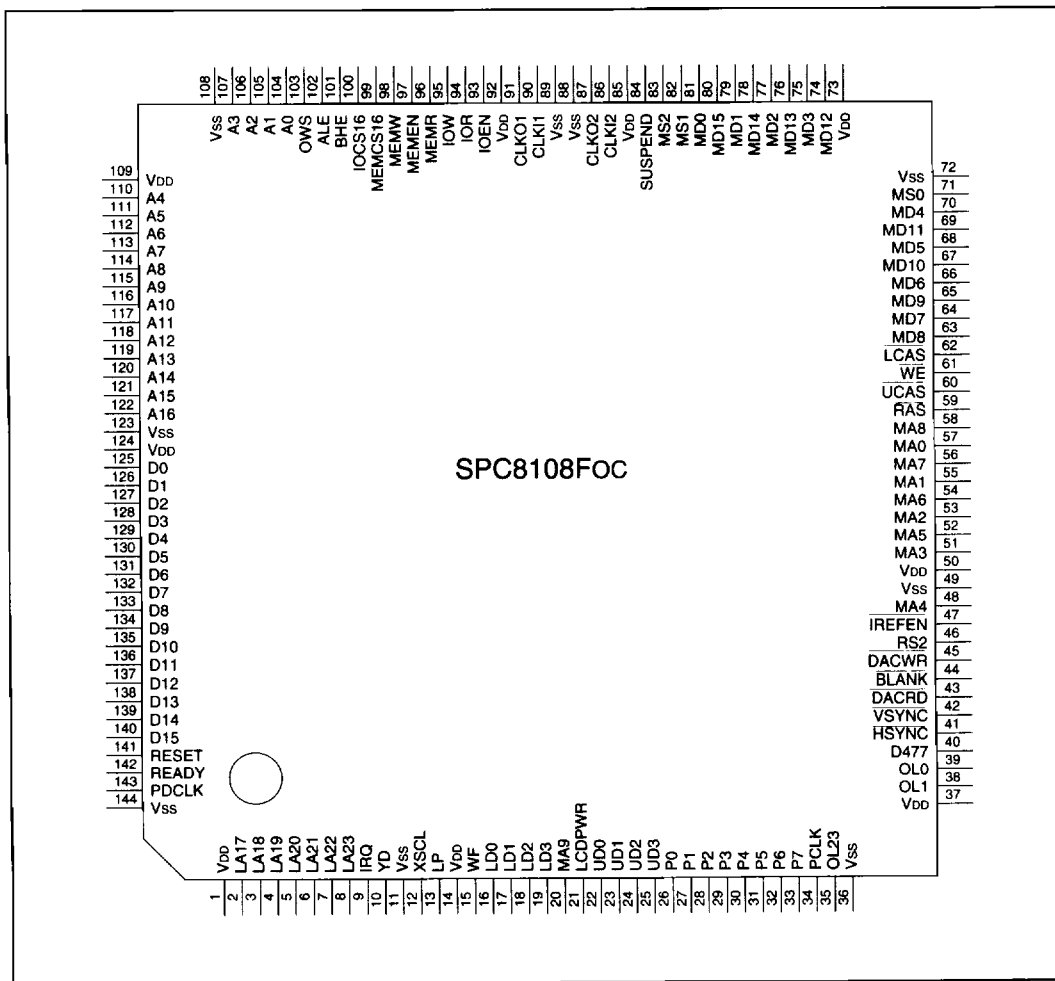 108 107 106 105 104 103 102 101 100 99 98 97 96 95 94 93 92 91 90 89 88 87 86 85 84 83 82 81 80 79 78 77 76 75 74 73
VSS A3 A2 A1 A0 OWS ALE BHE IOCS16 MEMCS16 MEMW MEMEN MEMR IOW IOR IOEN VDD CLKO1 CLKI1 VSS VSS CLKO2 CLKI2 VDD SUSPEND MS2 MS1 MD0 MD15 MD1 MD14 MD2 MD13 MD3 MD12 VDD
109 VDD
110 A4
111 A5
112 A6
113 A7
114 A8
115 A9
116 A10
117 A11
118 A12
119 A13
120 A14
121 A15
122 A16
123 VSS
124 VDD
125 D0
126 D1
127 D2
128 D3
129 D4
130 D5
131 D6
132 D7
133 D8
134 D9
135 D10
136 D11
137 D12
138 D13
139 D14
140 D15
141 RESET
142 READY
143 PDCLK
144 VSS
SPC8108FOC
VSS 72
MS0 71
MD4 70
MD11 69
MD5 68
MD10 67
MD6 66
MD9 65
MD7 64
MD8 63
LCAS 62
WE 61
UCAS 60
RAS 59
MA8 58
MA0 57
MA7 56
MA1 55
MA6 54
MA2 53
MA5 52
MA3 51
VDD 50
VSS 49
MA4 48
IREFEN 47
RS2 46
DACWR 45
BLANK 44
DACRD 43
VSYNC 42
HSYNC 41
D477 40
OL0 39
OL1 38
VDD 37
VDD LA17 LA18 LA19 LA20 LA21 LA22 LA23 IRQ YD VSS XSCL LP VDD WF LD0 LD1 LD2 LD3 MA9 LCDPWR UD0 UD1 UD2 UD3 P0 P1 P2 P3 P4 P5 P6 P7 PCLK OL23 VSS
1 2 3 4 5 6 7 8 9 10 11 12 13 14 15 16 17 18 19 20 21 22 23 24 25 26 27 28 29 30 31 32 33 34 35 36